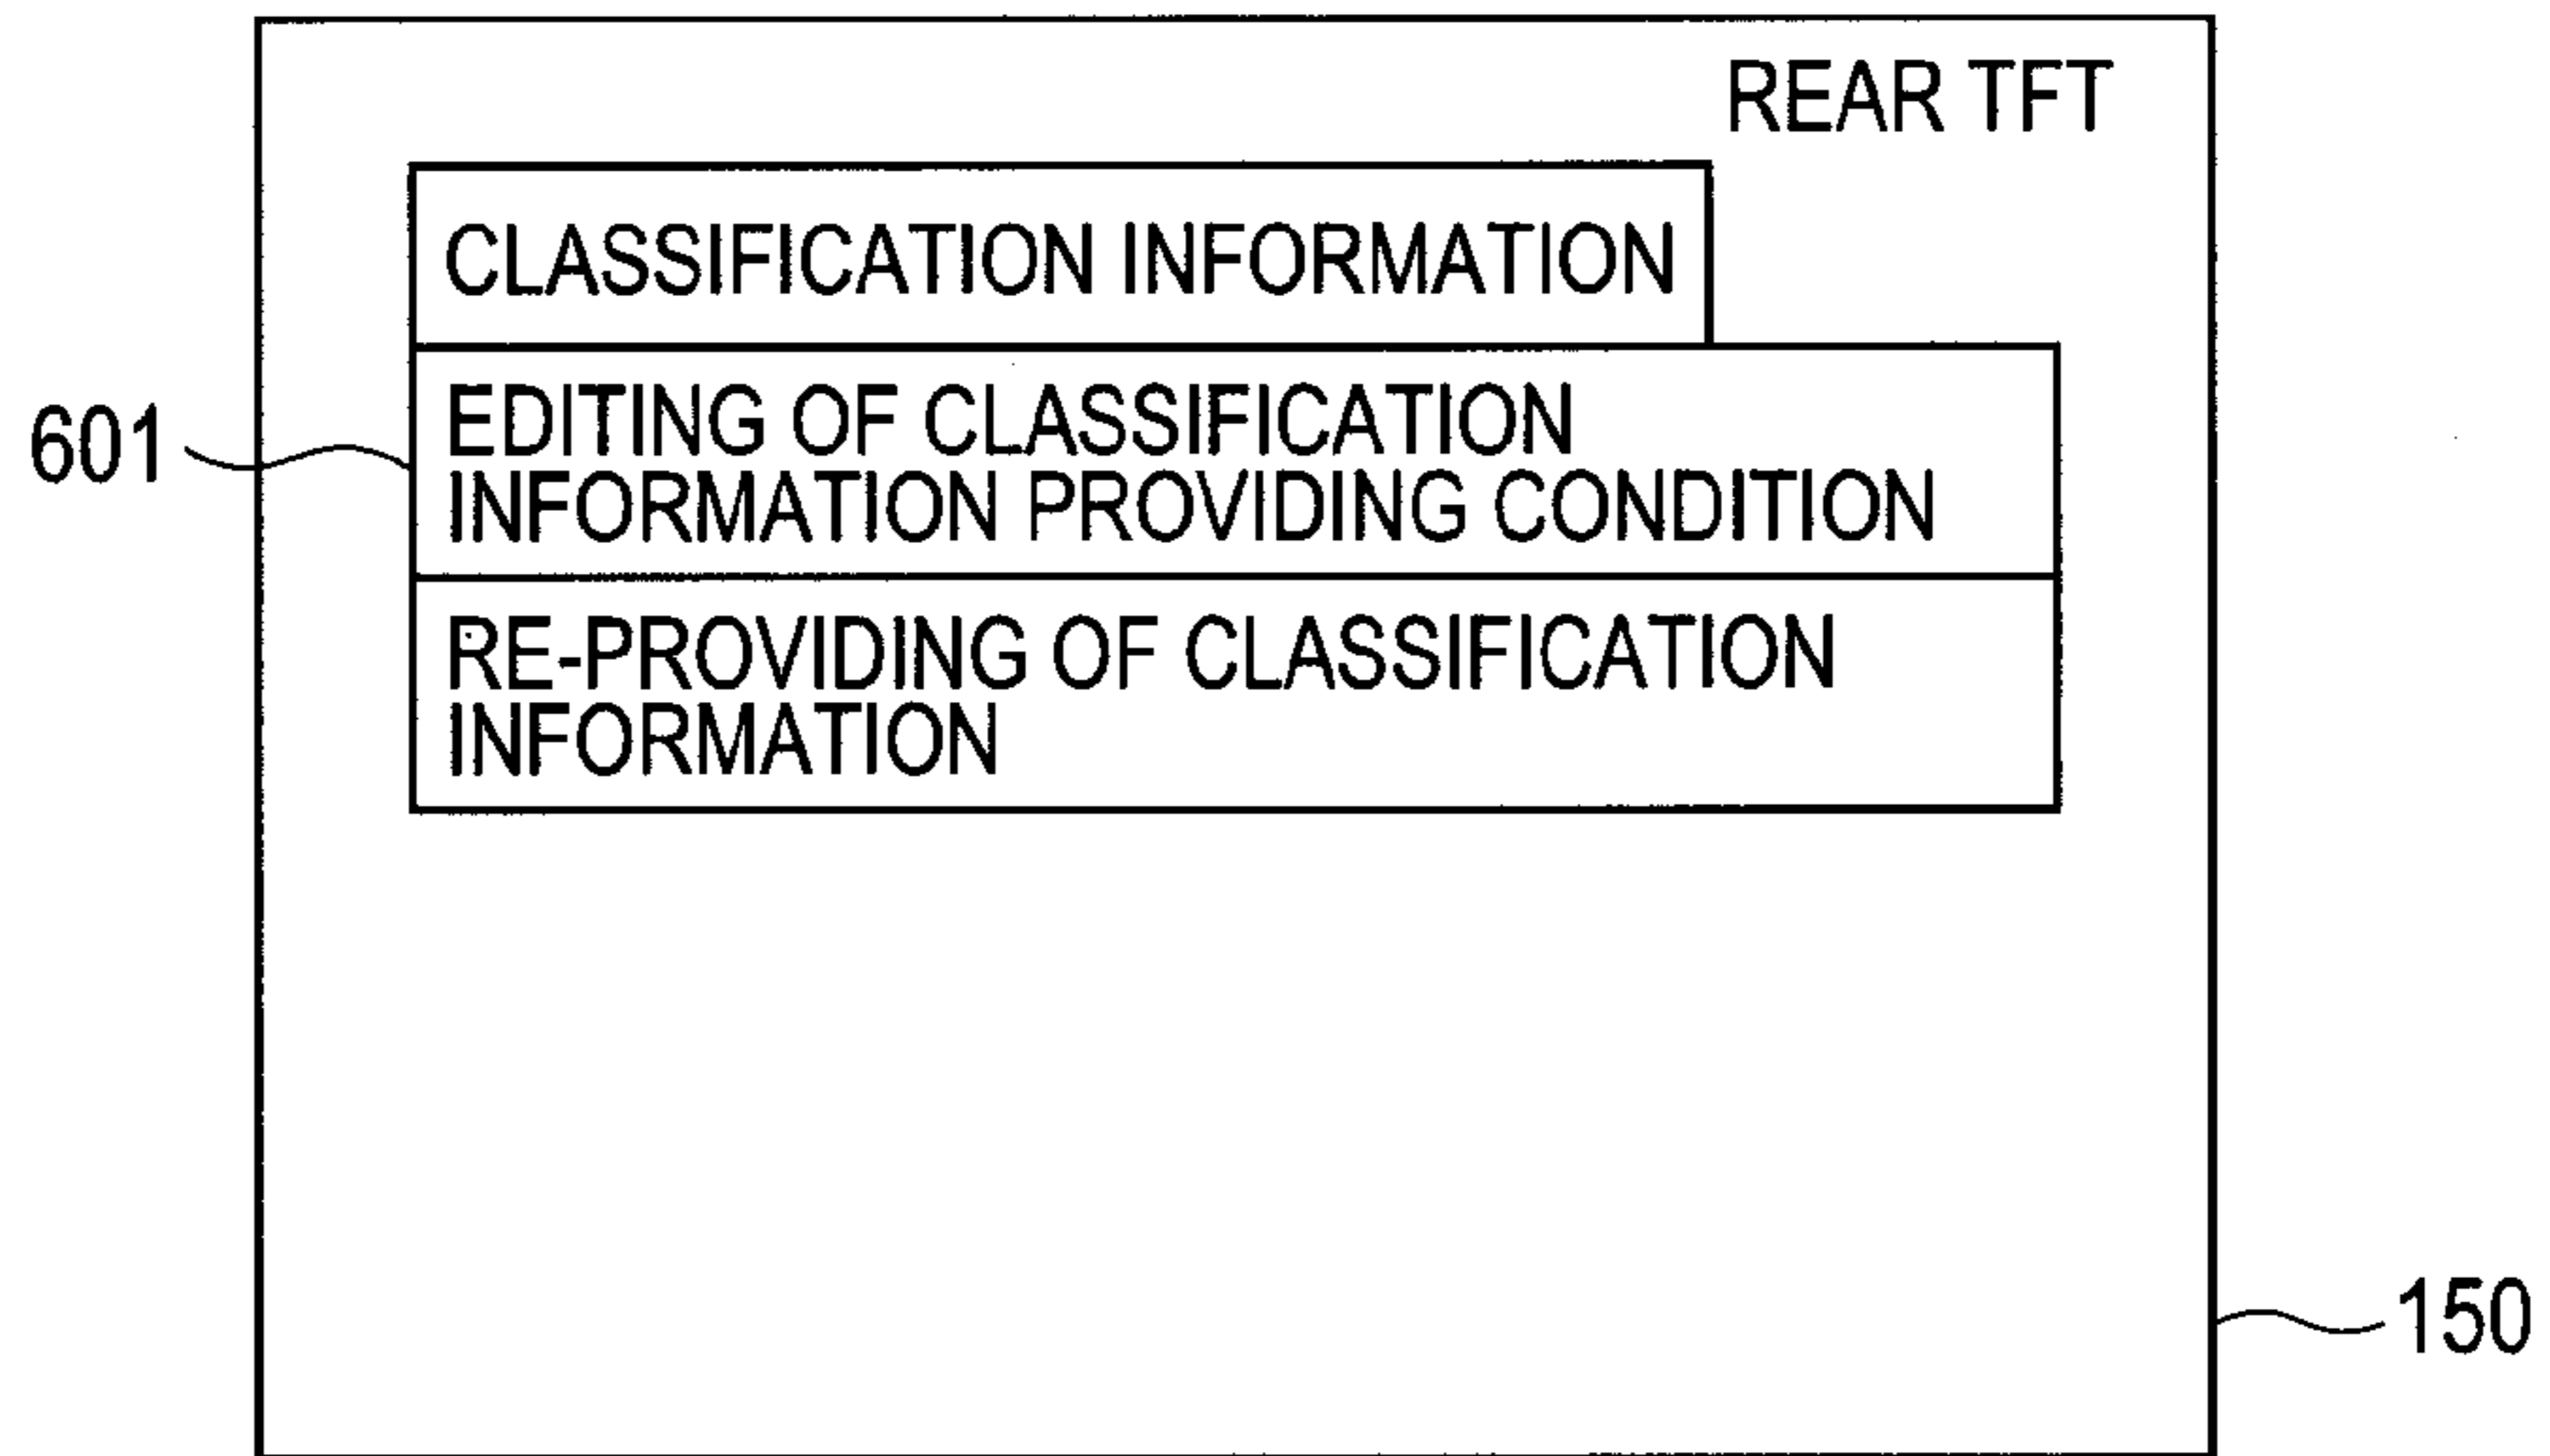 REAR TFT
CLASSIFICATION INFORMATION
EDITING OF CLASSIFICATION
INFORMATION PROVIDING CONDITION
601
RE-PROVIDING OF CLASSIFICATION
INFORMATION
150